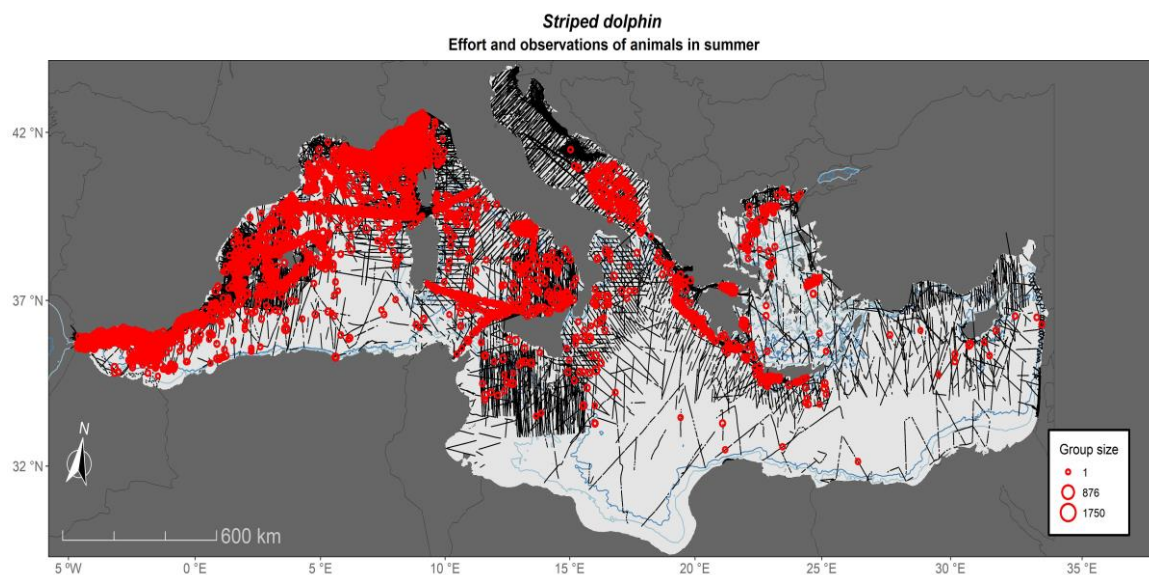 Striped dolphin
Effort and observations of animals in summer
42 °N
37 °N
32 °N
N
600 km
Group size
1
876
1750
5 °W
0 °E
5 °E
10 °E
15 °E
20 °E
25 °E
30 °E
35 °E